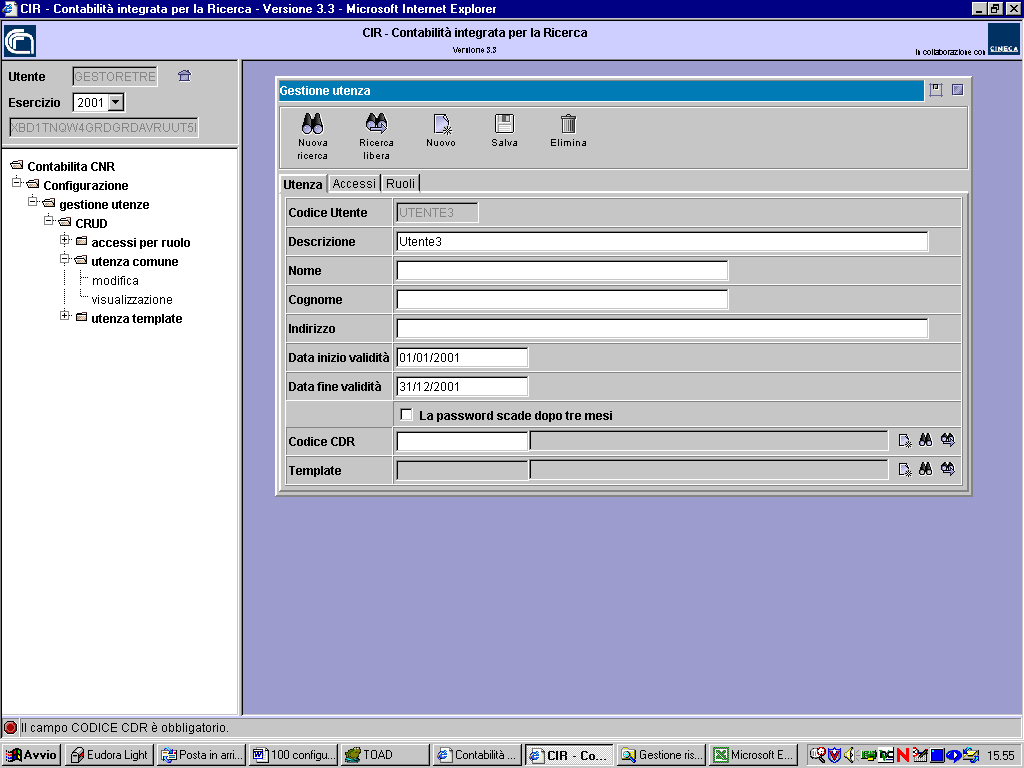 CIR - Contabilità integrata per la Ricerca - Versione 3.3 - Microsoft Internet Explorer
CIR - Contabilità integrata per la Ricerca
Versione 3.3
in collaborazione con
CINECA
Utente GESTORETRE
Esercizio 2001
XBD1TNQW4GRDGRDAVRUUT5I
Contabilita CNR
Configurazione
gestione utenze
CRUD
accessi per ruolo
utenza comune
modifica
visualizzazione
utenza template
Gestione utenza
Nuova ricerca
Ricerca libera
Nuovo
Salva
Elimina
Utenza Accessi Ruoli
Codice Utente UTENTE3
Descrizione Utente3
Nome
Cognome
Indirizzo
Data inizio validità 01/01/2001
Data fine validità 31/12/2001
La password scade dopo tre mesi
Codice CDR
Template
Il campo CODICE CDR è obbligatorio.
Avvio Eudora Light Posta in arri... 100 configu... TOAD Contabilità ... CIR - Co... Gestione ris... Microsoft E... 15.55